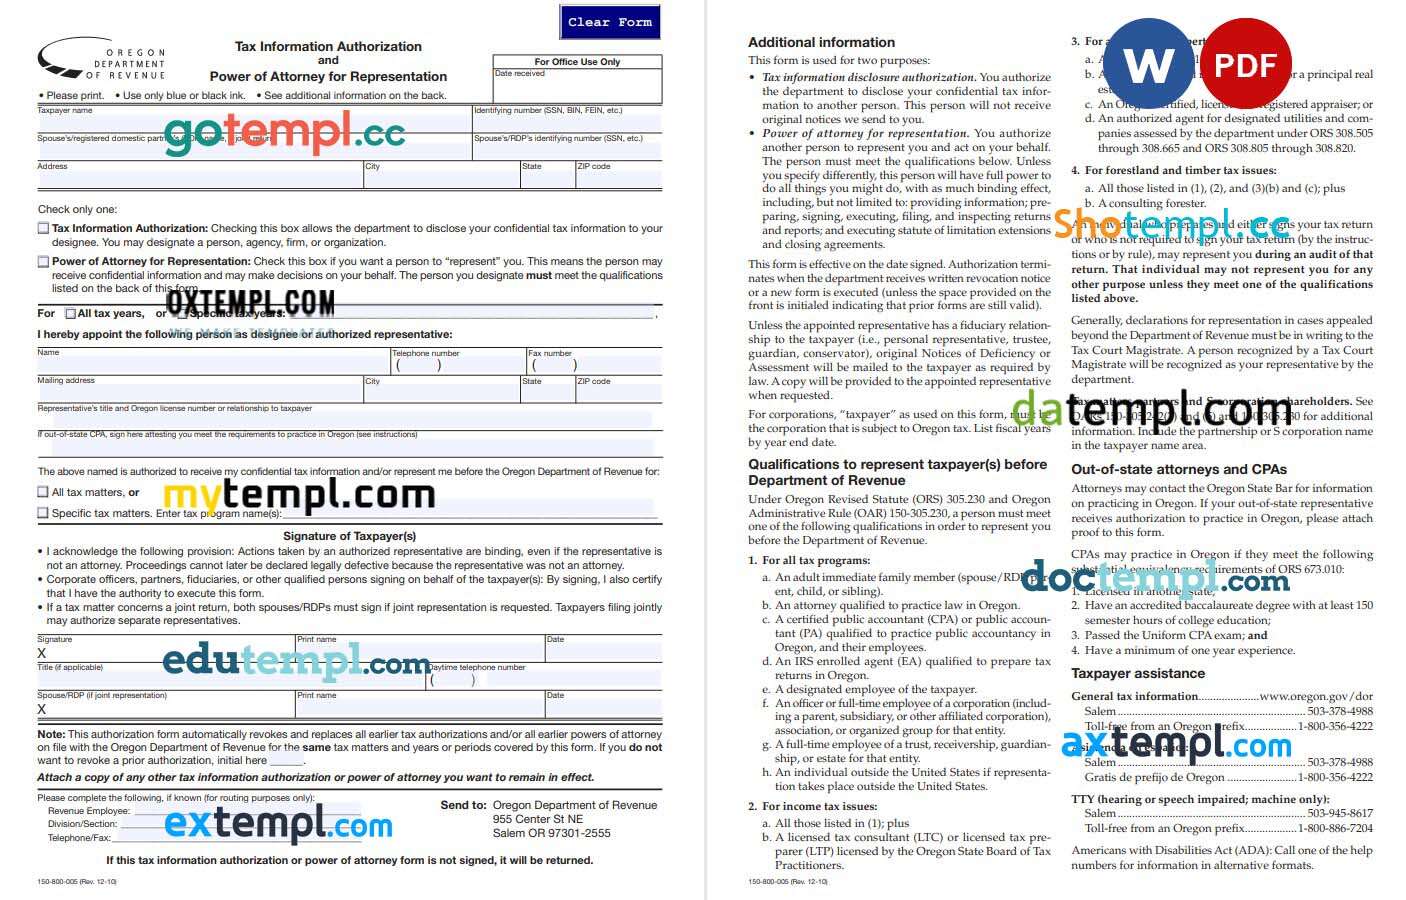 Clear Form
OREGON
DEPARTMENT
OF REVENUE
Tax Information Authorization
and
Power of Attorney for Representation
For Office Use Only
Date received
• Please print. • Use only blue or black ink. • See additional information on the back.
Taxpayer name
Identifying number (SSN, BIN, FEIN, etc.)
gotempl.cc
Spouse's/registered domestic
Spouse's/RDP's identifying number (SSN, etc.)
Address
City
State
ZIP code
Check only one:
Tax Information Authorization: Checking this box allows the department to disclose your confidential tax information to your
designee. You may designate a person, agency, firm, or organization.
Power of Attorney for Representation: Check this box if you want a person to “represent” you. This means the person may
receive confidential information and may make decisions on your behalf. The person you designate must meet the qualifications
listed on the back of this form.
OXTEMPL.COM
WE MAKE TEMPLATES
For All tax years, or Specific tax years: ,
I hereby appoint the following person as designee or authorized representative:
Name
Telephone number
Fax number
( )
( )
Mailing address
City
State
ZIP code
Representative's title and Oregon license number or relationship to taxpayer
If out-of-state CPA, sign here attesting you meet the requirements to practice in Oregon (see instructions)
The above named is authorized to receive my confidential tax information and/or represent me before the Oregon Department of Revenue for:
All tax matters, or
mytempl.com
Specific tax matters. Enter tax program name(s):
Signature of Taxpayer(s)
• I acknowledge the following provision: Actions taken by an authorized representative are binding, even if the representative is
not an attorney. Proceedings cannot later be declared legally defective because the representative was not an attorney.
• Corporate officers, partners, fiduciaries, or other qualified persons signing on behalf of the taxpayer(s): By signing, I also certify
that I have the authority to execute this form.
• If a tax matter concerns a joint return, both spouses/RDPs must sign if joint representation is requested. Taxpayers filing jointly
may authorize separate representatives.
Signature
Print name
Date
X
edutempl.com
Title (if applicable)
Daytime telephone number
( )
Spouse/RDP (if joint representation)
Print name
Date
X
Note: This authorization form automatically revokes and replaces all earlier tax authorizations and/or all earlier powers of attorney
on file with the Oregon Department of Revenue for the same tax matters and years or periods covered by this form. If you do not
want to revoke a prior authorization, initial here .
Attach a copy of any other tax information authorization or power of attorney you want to remain in effect.
Please complete the following, if known (for routing purposes only):
Revenue Employee:
Division/Section:
Telephone/Fax:
extempl.com
Send to: Oregon Department of Revenue
955 Center St NE
Salem OR 97301-2555
If this tax information authorization or power of attorney form is not signed, it will be returned.
150-800-005 (Rev. 12-10)
Additional information
This form is used for two purposes:
• Tax information disclosure authorization. You authorize
the department to disclose your confidential tax infor-
mation to another person. This person will not receive
original notices we send to you.
• Power of attorney for representation. You authorize
another person to represent you and act on your behalf.
The person must meet the qualifications below. Unless
you specify differently, this person will have full power to
do all things you might do, with as much binding effect,
including, but not limited to: providing information; pre-
paring, signing, executing, filing, and inspecting returns
and reports; and executing statute of limitation extensions
and closing agreements.
This form is effective on the date signed. Authorization termi-
nates when the department receives written revocation notice
or a new form is executed (unless the space provided on the
front is initialed indicating that prior forms are still valid).
Unless the appointed representative has a fiduciary relation-
ship to the taxpayer (i.e., personal representative, trustee,
guardian, conservator), original Notices of Deficiency or
Assessment will be mailed to the taxpayer as required by
law. A copy will be provided to the appointed representative
when requested.
For corporations, “taxpayer” as used on this form, must be
the corporation that is subject to Oregon tax. List fiscal years
by year end date.
Qualifications to represent taxpayer(s) before
Department of Revenue
Under Oregon Revised Statute (ORS) 305.230 and Oregon
Administrative Rule (OAR) 150-305.230, a person must meet
one of the following qualifications in order to represent you
before the Department of Revenue.
1. For all tax programs:
a. An adult immediate family member (spouse/RDP, par-
ent, child, or sibling).
b. An attorney qualified to practice law in Oregon.
c. A certified public accountant (CPA) or public accoun-
tant (PA) qualified to practice public accountancy in
Oregon, and their employees.
d. An IRS enrolled agent (EA) qualified to prepare tax
returns in Oregon.
e. A designated employee of the taxpayer.
f. An officer or full-time employee of a corporation (includ-
ing a parent, subsidiary, or other affiliated corporation),
association, or organized group for that entity.
g. A full-time employee of a trust, receivership, guardian-
ship, or estate for that entity.
h. An individual outside the United States if representa-
tion takes place outside the United States.
2. For income tax issues:
a. All those listed in (1); plus
b. A licensed tax consultant (LTC) or licensed tax pre-
parer (LTP) licensed by the Oregon State Board of Tax
Practitioners.
150-800-005 (Rev. 12-10)
W
PDF
3. For
a.
b. or a principal real
c. An Oregon certified, licensed registered appraiser; or
d. An authorized agent for designated utilities and com-
panies assessed by the department under ORS 308.505
through 308.665 and ORS 308.805 through 308.820.
4. For forestland and timber tax issues:
a. All those listed in (1), (2), and (3)(b) and (c); plus
b. A consulting forester.
Shotempl.cc
An individual who prepares and either signs your tax return
or who is not required to sign your tax return (by the instruc-
tions or by rule), may represent you during an audit of that
return. That individual may not represent you for any
other purpose unless they meet one of the qualifications
listed above.
Generally, declarations for representation in cases appealed
beyond the Department of Revenue must be in writing to the
Tax Court Magistrate. A person recognized by a Tax Court
Magistrate will be recognized as your representative by the
department.
datempl.com
Tax matters partners and S corporation shareholders. See
OARs 150-305.242(2) and (5) and 150-305.230 for additional
information. Include the partnership or S corporation name
in the taxpayer name area.
Out-of-state attorneys and CPAs
Attorneys may contact the Oregon State Bar for information
on practicing in Oregon. If your out-of-state representative
receives authorization to practice in Oregon, please attach
proof to this form.
CPAs may practice in Oregon if they meet the following
substantial equivalency requirements of ORS 673.010:
doctempl.com
1. Licensed in another state;
2. Have an accredited baccalaureate degree with at least 150
semester hours of college education;
3. Passed the Uniform CPA exam; and
4. Have a minimum of one year experience.
Taxpayer assistance
General tax information......................www.oregon.gov/dor
Salem............................................................ 503-378-4988
Toll-free from an Oregon prefix................ 1-800-356-4222
axtempl.com
Asistencia en español:
Salem............................................................ 503-378-4988
Gratis de prefijo de Oregon ...................... 1-800-356-4222
TTY (hearing or speech impaired; machine only):
Salem............................................................ 503-945-8617
Toll-free from an Oregon prefix................ 1-800-886-7204
Americans with Disabilities Act (ADA): Call one of the help
numbers for information in alternative formats.